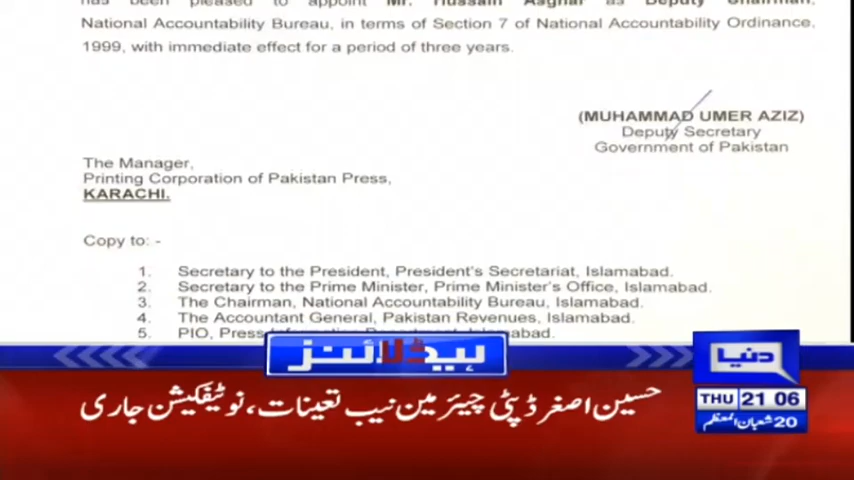 has been pleased to appoint Mr. Hussain Asghar as Deputy Chairman,
National Accountability Bureau, in terms of Section 7 of National Accountability Ordinance,
1999, with immediate effect for a period of three years.
(MUHAMMAD UMER AZIZ)
Deputy Secretary
Government of Pakistan
The Manager,
Printing Corporation of Pakistan Press,
KARACHI.
Copy to: -
1. Secretary to the President, President's Secretariat, Islamabad.
2. Secretary to the Prime Minister, Prime Minister's Office, Islamabad.
3. The Chairman, National Accountability Bureau, Islamabad.
4. The Accountant General, Pakistan Revenues, Islamabad.
5. PIO, Press Information Department, Islamabad.
ہیڈلائنز
دنیا
THU 21 06
20 شعبان المعظم
حسین اصغر ڈپٹی چیئرمین نیب تعینات، نوٹیفکیشن جاری